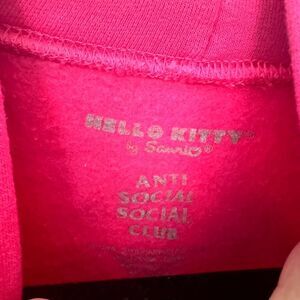 HELLO KITTY®
by Sanrio
ANTI
SOCIAL
SOCIAL
CLUB